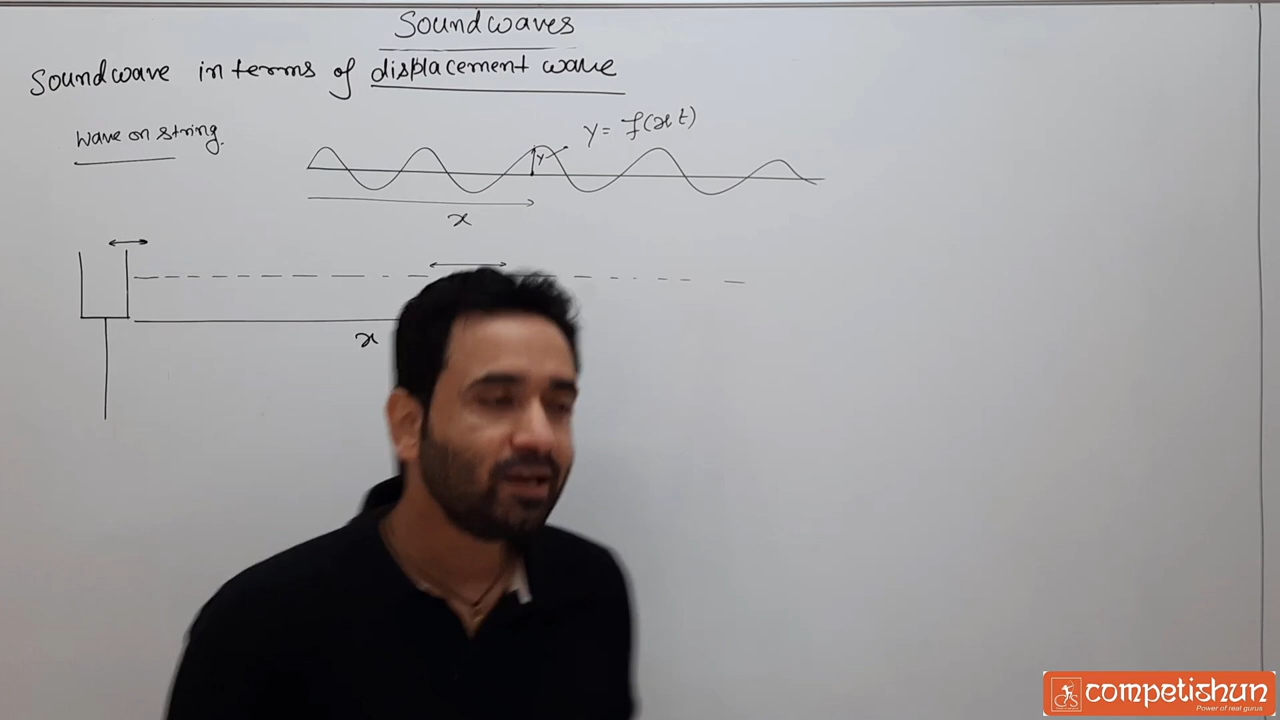 Soundwaves
Soundwave in terms of displacement wave
Wave on string.
y = f(x t)
y
x
x
competishun
Power of real gurus